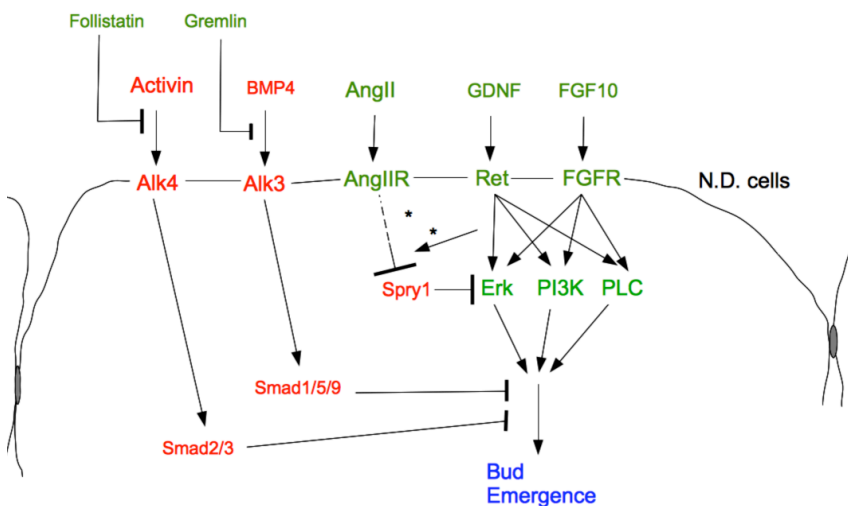 Follistatin
Gremlin
Activin
BMP4
AngII
GDNF
FGF10
Alk4
Alk3
AngIIR
Ret
FGFR
N.D. cells
*
*
Spry1
Erk
PI3K
PLC
Smad1/5/9
Smad2/3
Bud
Emergence